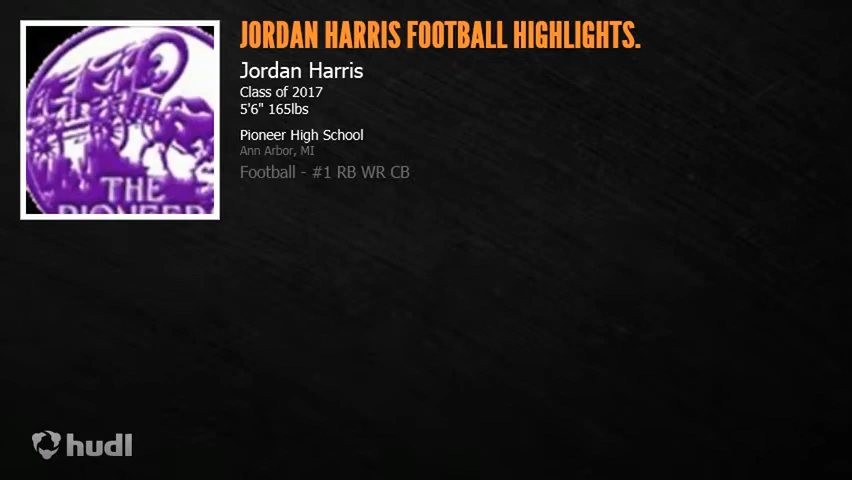 JORDAN HARRIS FOOTBALL HIGHLIGHTS.
Jordan Harris
Class of 2017
5'6" 165lbs
Pioneer High School
Ann Arbor, MI
Football - #1 RB WR CB
THE
PIONEER
hudl